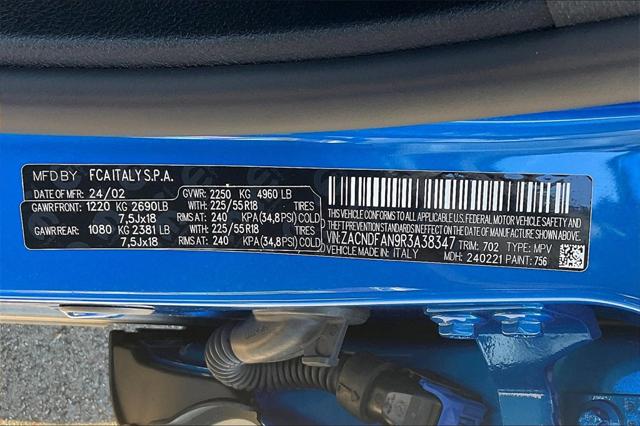 MFD BY FCA ITALY S.P.A.
DATE OF MFR 24/02 GVWR: 2250 KG 4960 LB
GAWR FRONT: 1220 KG 2690LB WITH: 225/55R18 TIRES
7,5Jx18 RIMS AT: 240 KPA(34,8PSI) COLD
GAWR REAR: 1080 KG 2381 LB WITH: 225/55R18 TIRES
7,5Jx18 RIMS AT: 240 KPA(34,8PSI) COLD
THIS VEHICLE CONFORMS TO ALL APPLICABLE U.S. FEDERAL MOTOR VEHICLE SAFETY, BUMPER AND
THEFT PREVENTION STANDARDS IN EFFECT ON THE DATE OF MANUFACTURE SHOWN ABOVE.
VIN: ZACNDFAN9R3A38347 TRIM: 702 TYPE: MPV
VEHICLE MADE IN: ITALY MDH: 240221 PAINT: 756